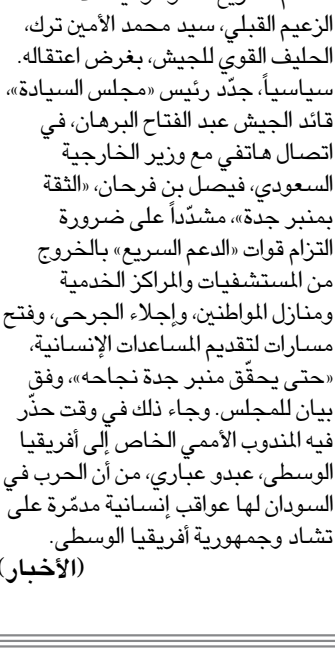 الزعيم القبلي، سيد محمد الأمين ترك،
الحليف القوي للجيش، بغرض اعتقاله.
سياسياً، جدّد رئيس «مجلس السيادة»،
قائد الجيش عبد الفتاح البرهان، في
اتصال هاتفي مع وزير الخارجية
السعودي، فيصل بن فرحان، «الثقة
بمنبر جدة»، مشدّداً على ضرورة
التزام قوات «الدعم السريع» بالخروج
من المستشفيات والمراكز الخدمية
ومنازل المواطنين، وإجلاء الجرحى، وفتح
مسارات لتقديم المساعدات الإنسانية،
«حتى يحقّق منبر جدة نجاحه»، وفق
بيان للمجلس. وجاء ذلك في وقت حذّر
فيه المندوب الأممي الخاص إلى أفريقيا
الوسطى، عبدو عباري، من أن الحرب في
السودان لها عواقب إنسانية مدمّرة على
تشاد وجمهورية أفريقيا الوسطى.
(الأخبار)